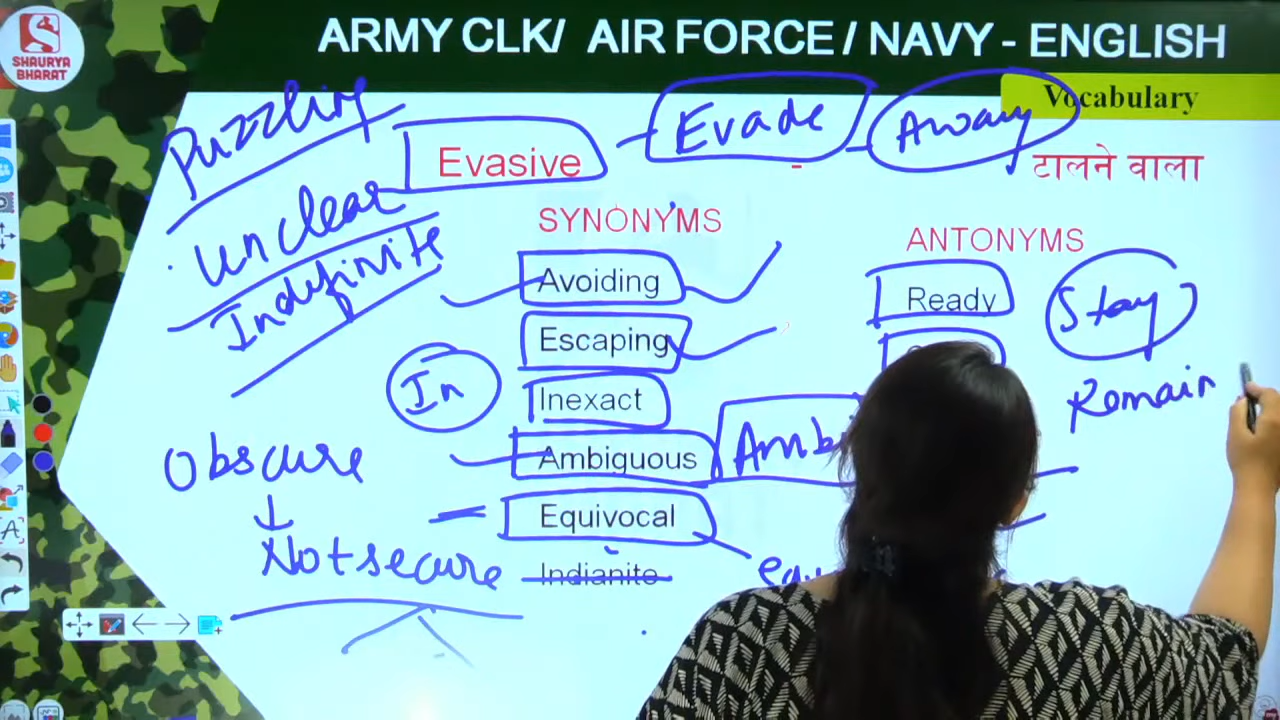 SHAURYA
BHARAT
ARMY CLK/ AIR FORCE / NAVY - ENGLISH
Vocabulary
Puzzling
Evasive
Evade
Away
- टालने वाला
Unclear
Indefinite
SYNONYMS
ANTONYMS
Avoiding
Ready
Stay
Escaping
Remain
In
Inexact
Obscure
Ambiguous
Ambi
Equivocal
Not secure
Indianite